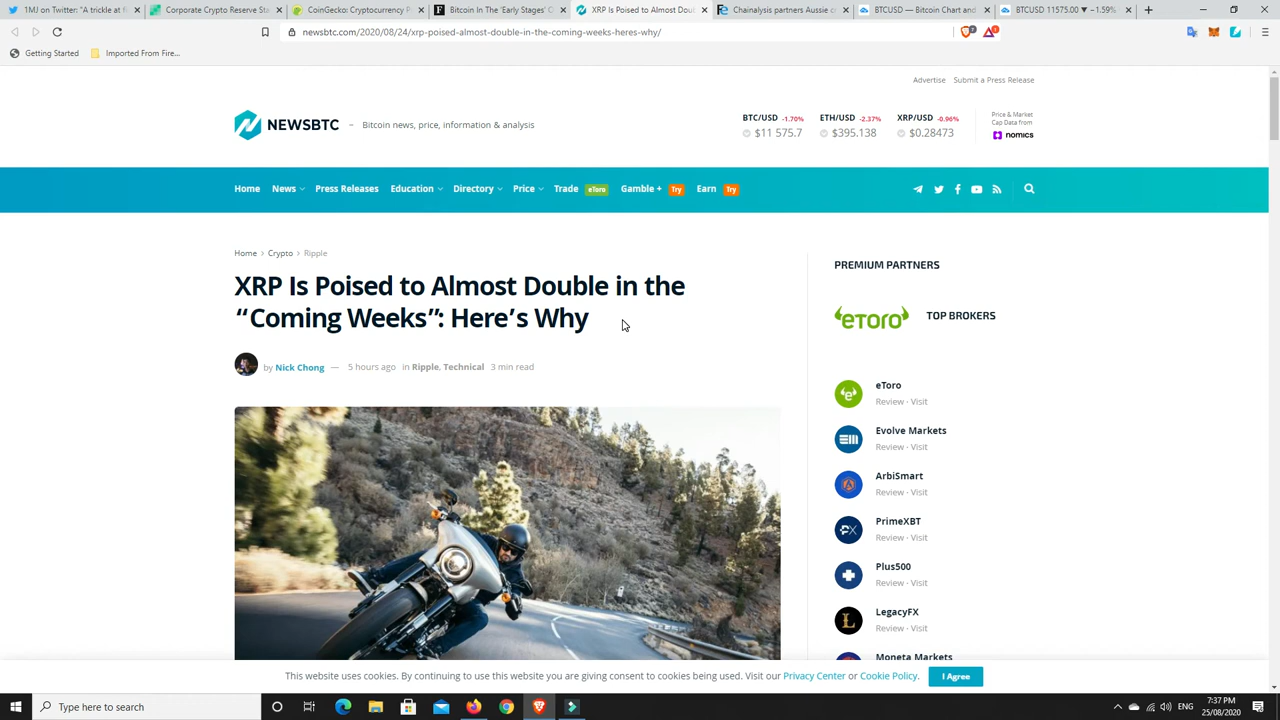 1MJ on Twitter: "A trickle at fi
Corporate Crypto Reserve Sta
CoinGecko: Cryptocurrency P
Bitcoin In The 'Early Stages' O
XRP Is Poised to Almost Doub
Chainalysis partners Aussie cr
BTCUSD — Bitcoin Chart and
BTCUSD 11575.00 ▼ −1.59%
newsbtc.com/2020/08/24/xrp-poised-almost-double-in-the-coming-weeks-heres-why/
Getting Started
Imported From Fire...
Advertise
Submit a Press Release
NEWSBTC
– Bitcoin news, price, information & analysis
BTC/USD -1.70%
$11 575.7
ETH/USD -2.37%
$395.138
XRP/USD -0.96%
$0.28473
Price & Market
Cap Data from
nomics
Home
News
Press Releases
Education
Directory
Price
Trade eToro
Gamble + Try
Earn Try
Home > Crypto > Ripple
XRP Is Poised to Almost Double in the
“Coming Weeks”: Here’s Why
by Nick Chong — 5 hours ago in Ripple, Technical 3 min read
PREMIUM PARTNERS
eToro TOP BROKERS
eToro
Review · Visit
Evolve Markets
Review · Visit
ArbiSmart
Review · Visit
PrimeXBT
Review · Visit
Plus500
Review · Visit
LegacyFX
Review · Visit
Moneta Markets
This website uses cookies. By continuing to use this website you are giving consent to cookies being used. Visit our Privacy Center or Cookie Policy.
I Agree
Type here to search
ENG
7:37 PM
25/08/2020